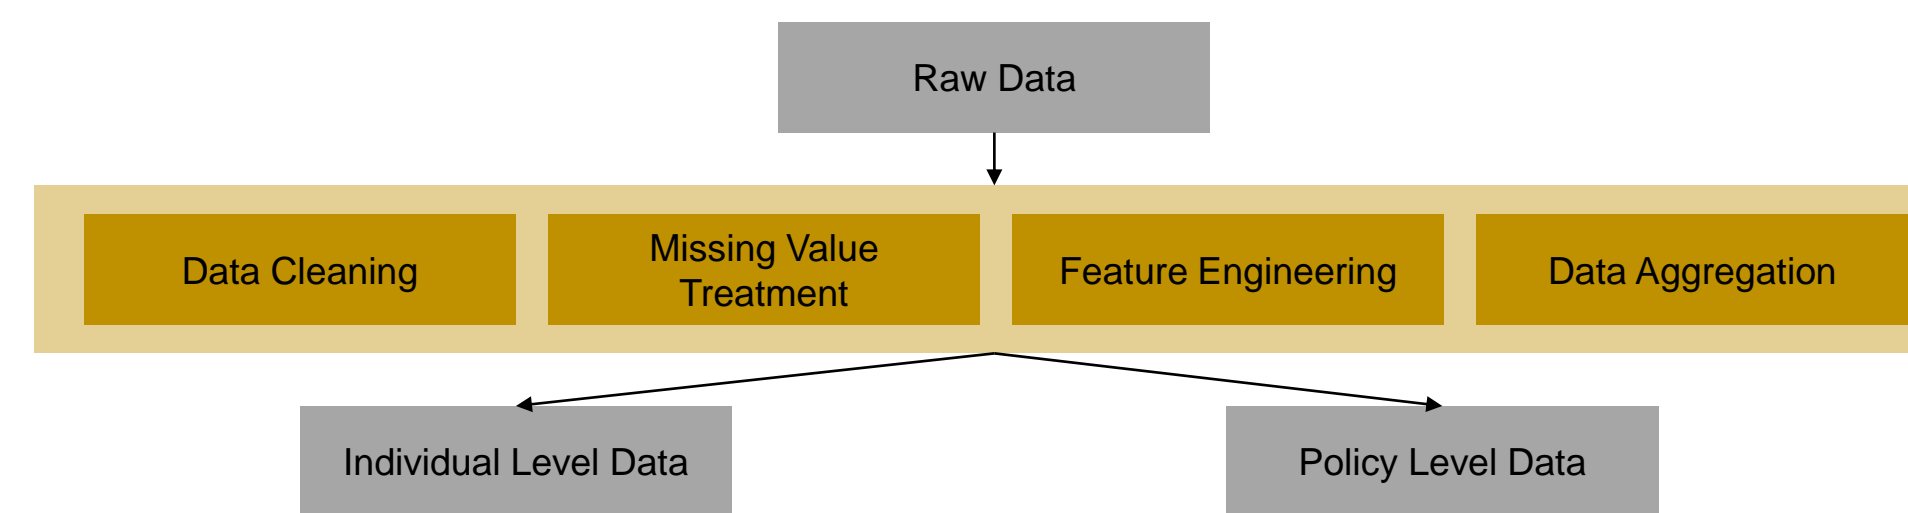 Raw Data
Data Cleaning
Missing Value
Treatment
Feature Engineering
Data Aggregation
Individual Level Data
Policy Level Data